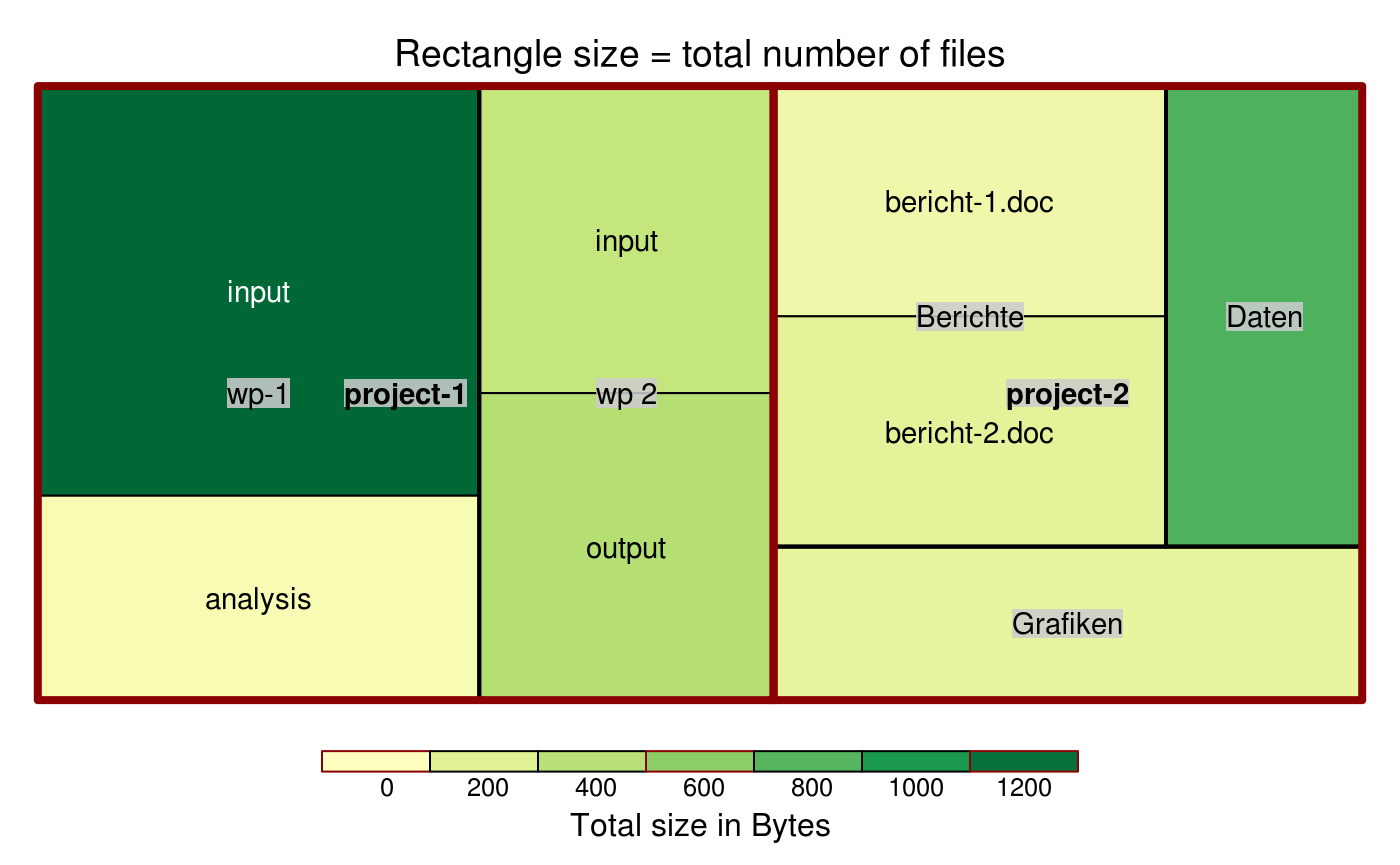 Rectangle size = total number of files
input
wp-1
project-1
analysis
input
wp 2
output
bericht-1.doc
Berichte
project-2
bericht-2.doc
Daten
Grafiken
0 200 400 600 800 1000 1200
Total size in Bytes